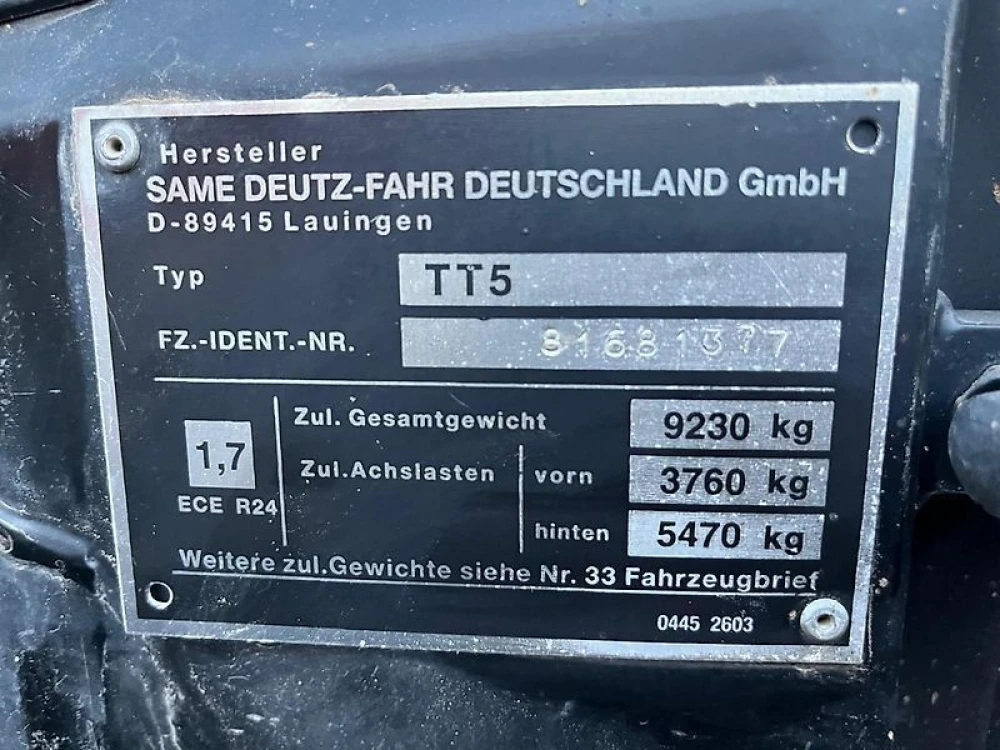 Hersteller
SAME DEUTZ-FAHR DEUTSCHLAND GmbH
D-89415 Lauingen
Typ TT5
FZ.-IDENT.-NR. 81681377
1,7
ECE R24
Zul. Gesamtgewicht 9230 kg
Zul.Achslasten vorn 3760 kg
hinten 5470 kg
Weitere zul.Gewichte siehe Nr. 33 Fahrzeugbrief
0445 2603